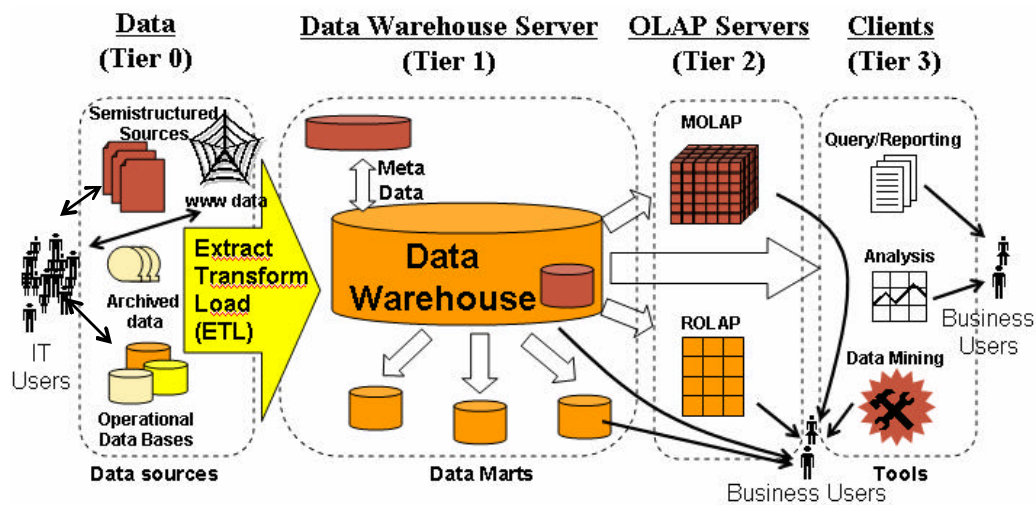 Data
(Tier 0)
Data Warehouse Server
(Tier 1)
OLAP Servers
(Tier 2)
Clients
(Tier 3)
Semistructured
Sources
www data
Archived
data
Operational
Data Bases
Data sources
IT
Users
Extract
Transform
Load
(ETL)
Meta
Data
Data
Warehouse
Data Marts
MOLAP
ROLAP
Business Users
Query/Reporting
Analysis
Business
Users
Data Mining
Tools